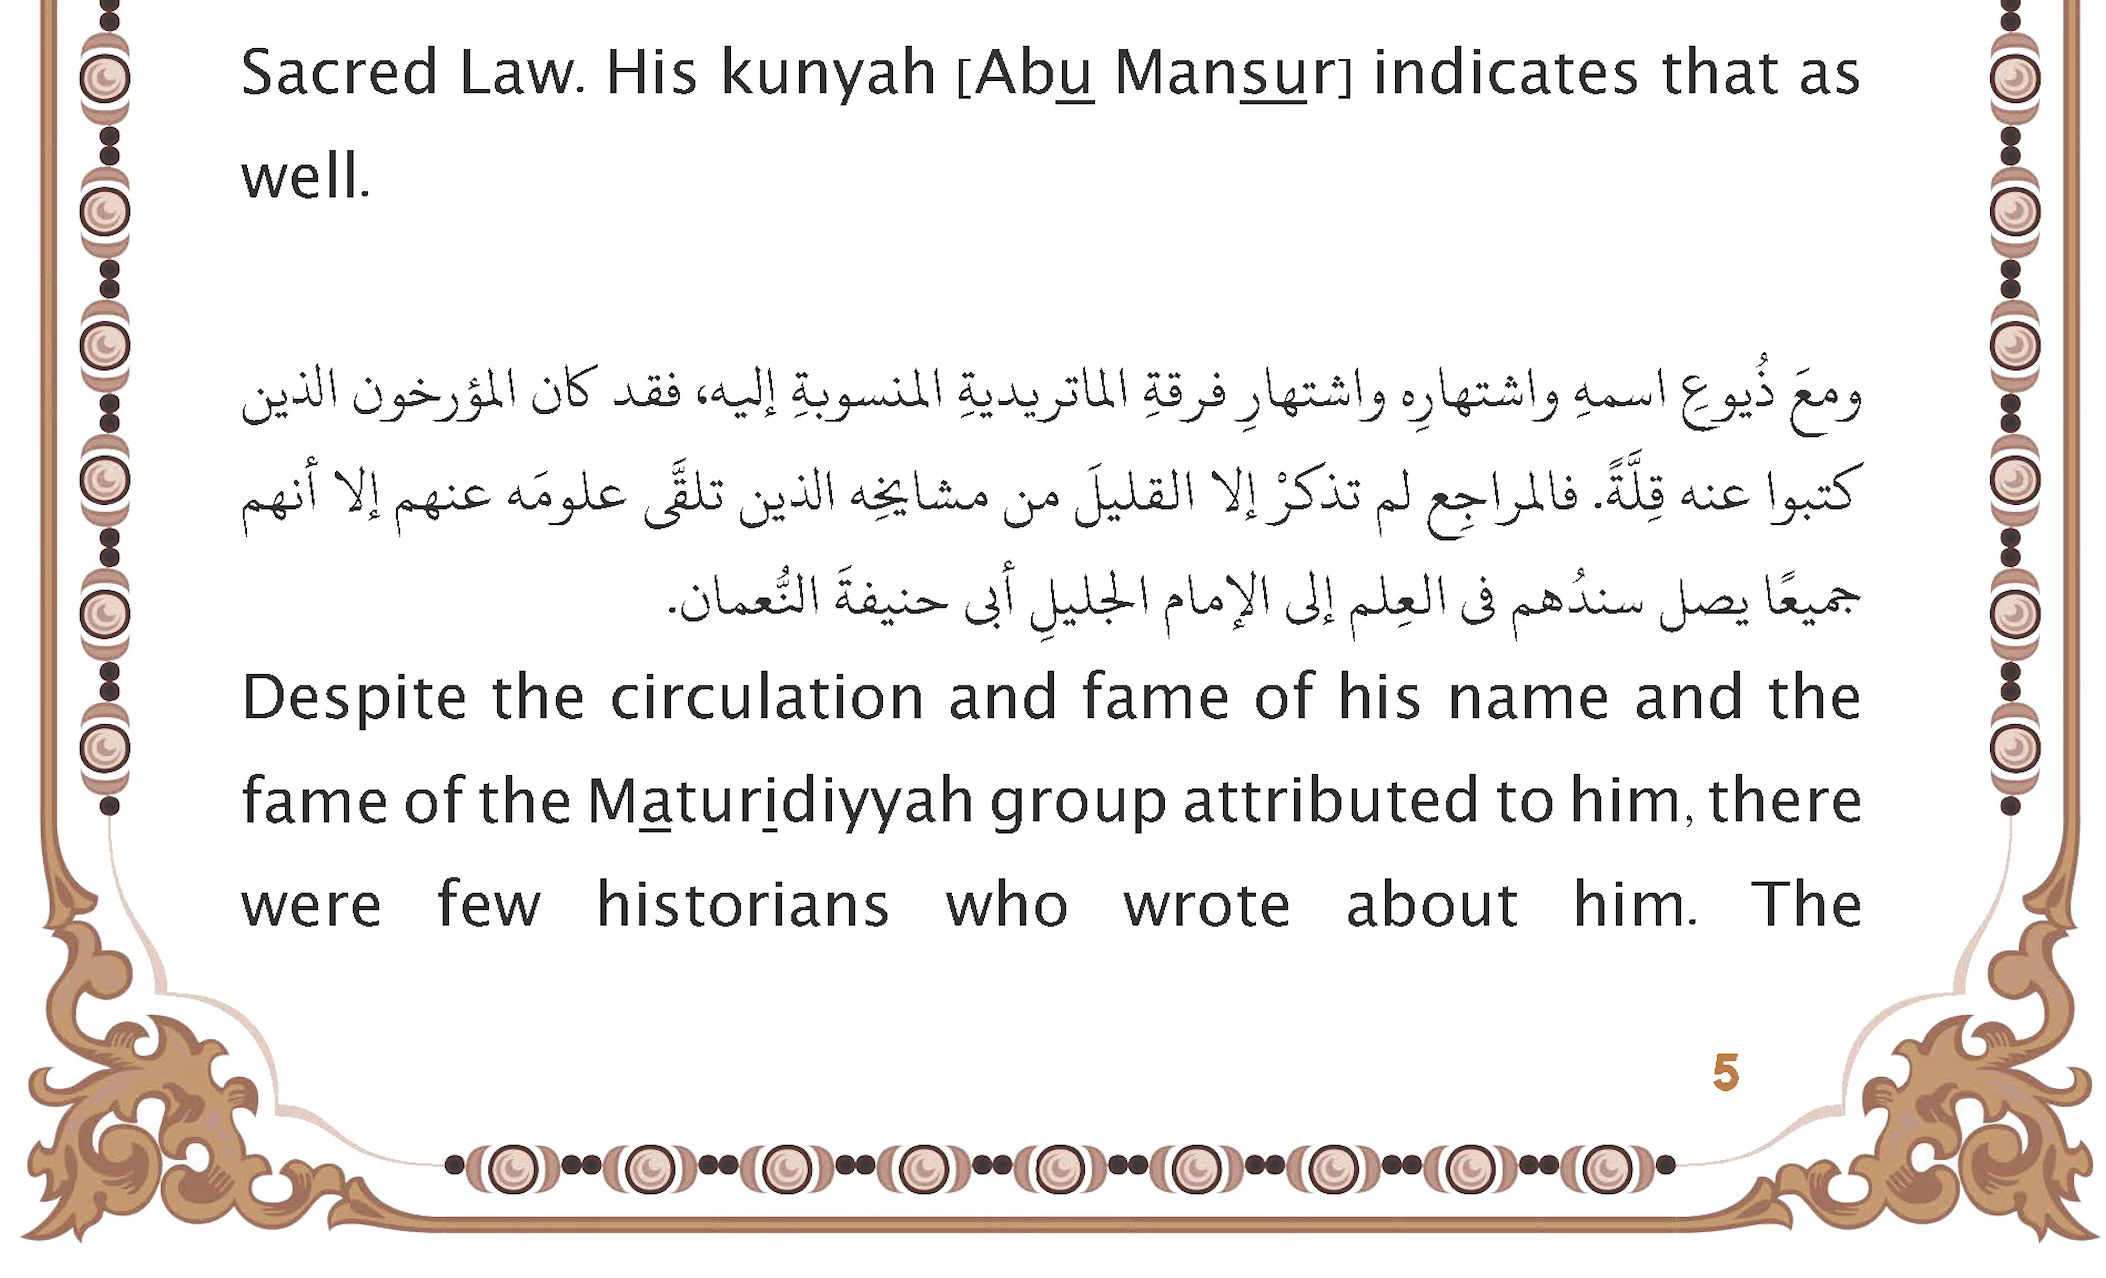 Sacred Law. His kunyah [Abu Mansur] indicates that as
well.
ومعَ ذُيوعِ اسمهِ واشتهارِه واشتهارِ فرقةِ الماتريديةِ المنسوبةِ إليه، فقد كان المؤرخون الذين
كتبوا عنه قِلَّةً. فالمراجِع لم تذكرْ إلا القليلَ من مشايخِه الذين تلقَّى علومَه عنهم إلا أنهم
جميعًا يصل سندُهم فى العِلم إلى الإمام الجليلِ أبى حنيفةَ النُّعمان.
Despite the circulation and fame of his name and the
fame of the Maturidiyyah group attributed to him, there
were few historians who wrote about him. The
5